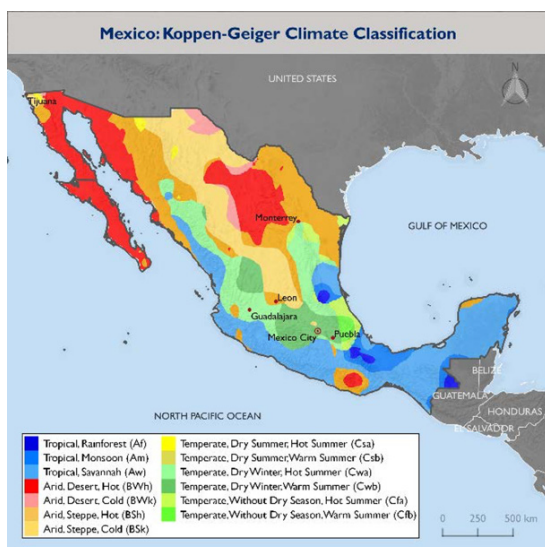 Mexico: Koppen-Geiger Climate Classification
UNITED STATES
N
Tijuana
Monterrey
GULF OF MEXICO
Leon
Guadalajara
Mexico City
Puebla
BELIZE
GUATEMALA
HONDURAS
EL SALVADOR
NORTH PACIFIC OCEAN
Tropical, Rainforest (Af)
Tropical, Monsoon (Am)
Tropical, Savannah (Aw)
Arid, Desert, Hot (BWh)
Arid, Desert, Cold (BWk)
Arid, Steppe, Hot (BSh)
Arid, Steppe, Cold (BSk)
Temperate, Dry Summer, Hot Summer (Csa)
Temperate, Dry Summer, Warm Summer (Csb)
Temperate, Dry Winter, Hot Summer (Cwa)
Temperate, Dry Winter, Warm Summer (Cwb)
Temperate, Without Dry Season, Hot Summer (Cfa)
Temperate, Without Dry Season, Warm Summer (Cfb)
0 250 500 km